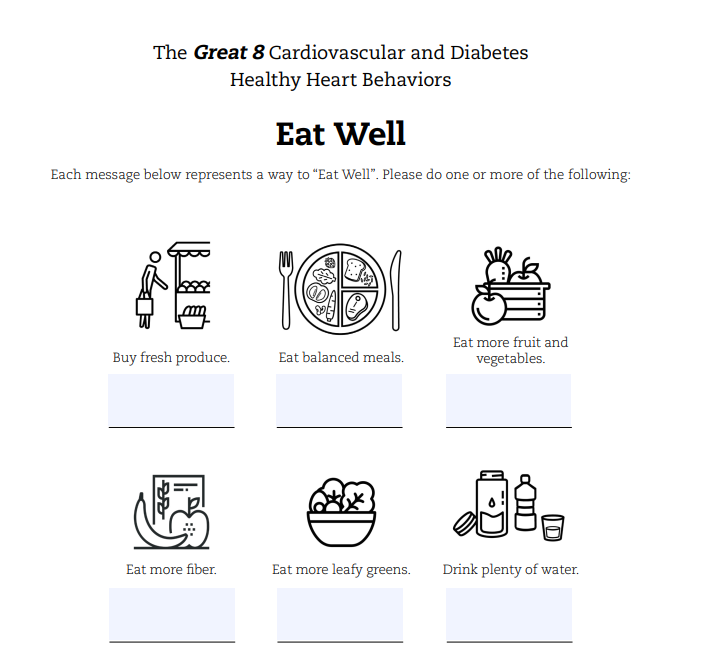 The Great 8 Cardiovascular and Diabetes
Healthy Heart Behaviors
Eat Well
Each message below represents a way to “Eat Well”. Please do one or more of the following:
Buy fresh produce.
Eat balanced meals.
Eat more fruit and
vegetables.
Eat more fiber.
Eat more leafy greens.
Drink plenty of water.